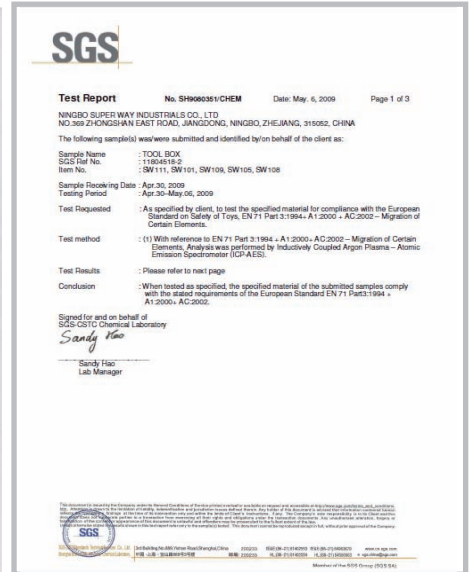 SGS
Test Report No. SH9080351/CHEM Date: May. 6, 2009 Page 1 of 3
NINGBO SUPER WAY INDUSTRIALS CO., LTD
NO.369 ZHONGSHAN EAST ROAD, JIANGDONG, NINGBO, ZHEJIANG, 315052, CHINA
The following sample(s) was/were submitted and identified by/on behalf of the client as:
Sample Name : TOOL BOX
SGS Ref No. : 11804518-2
Item No. : SW111, SW101, SW109, SW105, SW108
Sample Receiving Date : Apr.30, 2009
Testing Period : Apr.30–May.06, 2009
Test Requested : As specified by client, to test the specified material for compliance with the European
Standard on Safety of Toys, EN 71 Part 3:1994+ A1:2000 + AC:2002 – Migration of
Certain Elements.
Test method : (1) With reference to EN 71 Part 3:1994 + A1:2000+ AC:2002 – Migration of Certain
Elements, Analysis was performed by Inductively Coupled Argon Plasma – Atomic
Emission Spectrometer (ICP-AES).
Test Results : Please refer to next page
Conclusion : When tested as specified, the specified material of the submitted samples comply
with the stated requirements of the European Standard EN 71 Part3:1994 +
A1:2000+ AC:2002.
Signed for and on behalf of
SGS-CSTC Chemical Laboratory
Sandy Hao
Sandy Hao
Lab Manager
SGS
Member of the SGS Group (SGS SA)